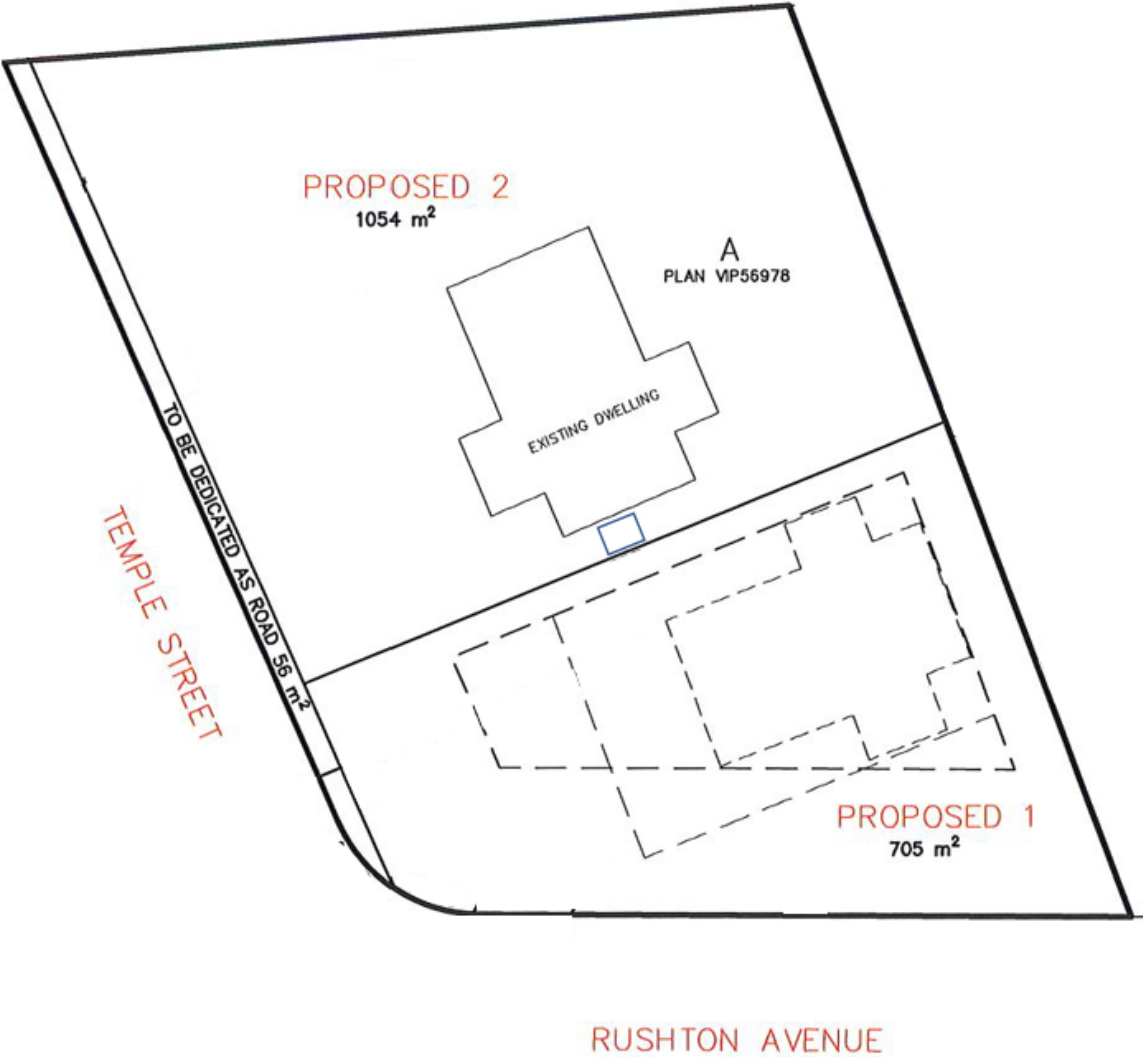 PROPOSED 2
1054 m²
A
PLAN VIP56978
EXISTING DWELLING
TO BE DEDICATED AS ROAD 56 m²
TEMPLE STREET
PROPOSED 1
705 m²
RUSHTON AVENUE